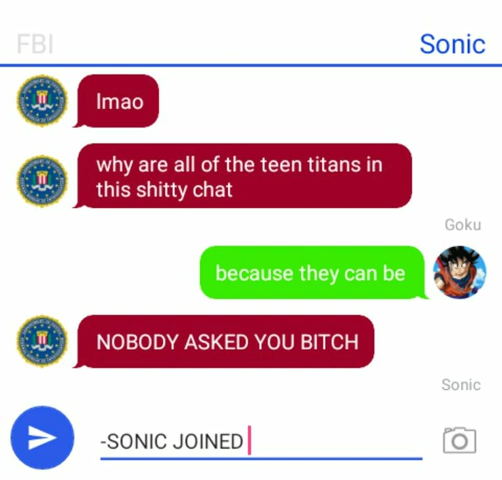 FBI
Sonic
lmao
why are all of the teen titans in
this shitty chat
Goku
because they can be
NOBODY ASKED YOU BITCH
Sonic
-SONIC JOINED